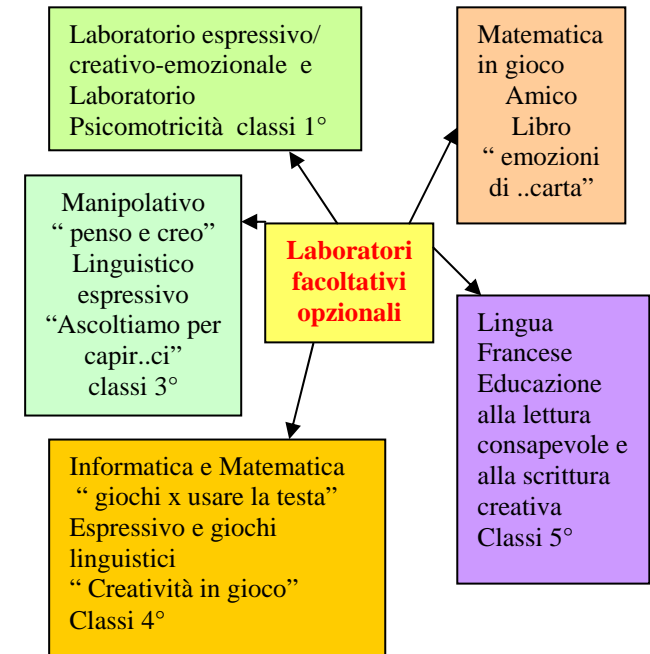 Laboratorio espressivo/
creativo-emozionale e
Laboratorio
Psicomotricità classi 1°
Matematica
in gioco
Amico
Libro
“ emozioni
di ..carta”
Manipolativo
“ penso e creo”
Linguistico
espressivo
“Ascoltiamo per
capir..ci”
classi 3°
Laboratori
facoltativi
opzionali
Lingua
Francese
Educazione
alla lettura
consapevole e
alla scrittura
creativa
Classi 5°
Informatica e Matematica
“ giochi x usare la testa”
Espressivo e giochi
linguistici
“ Creatività in gioco”
Classi 4°